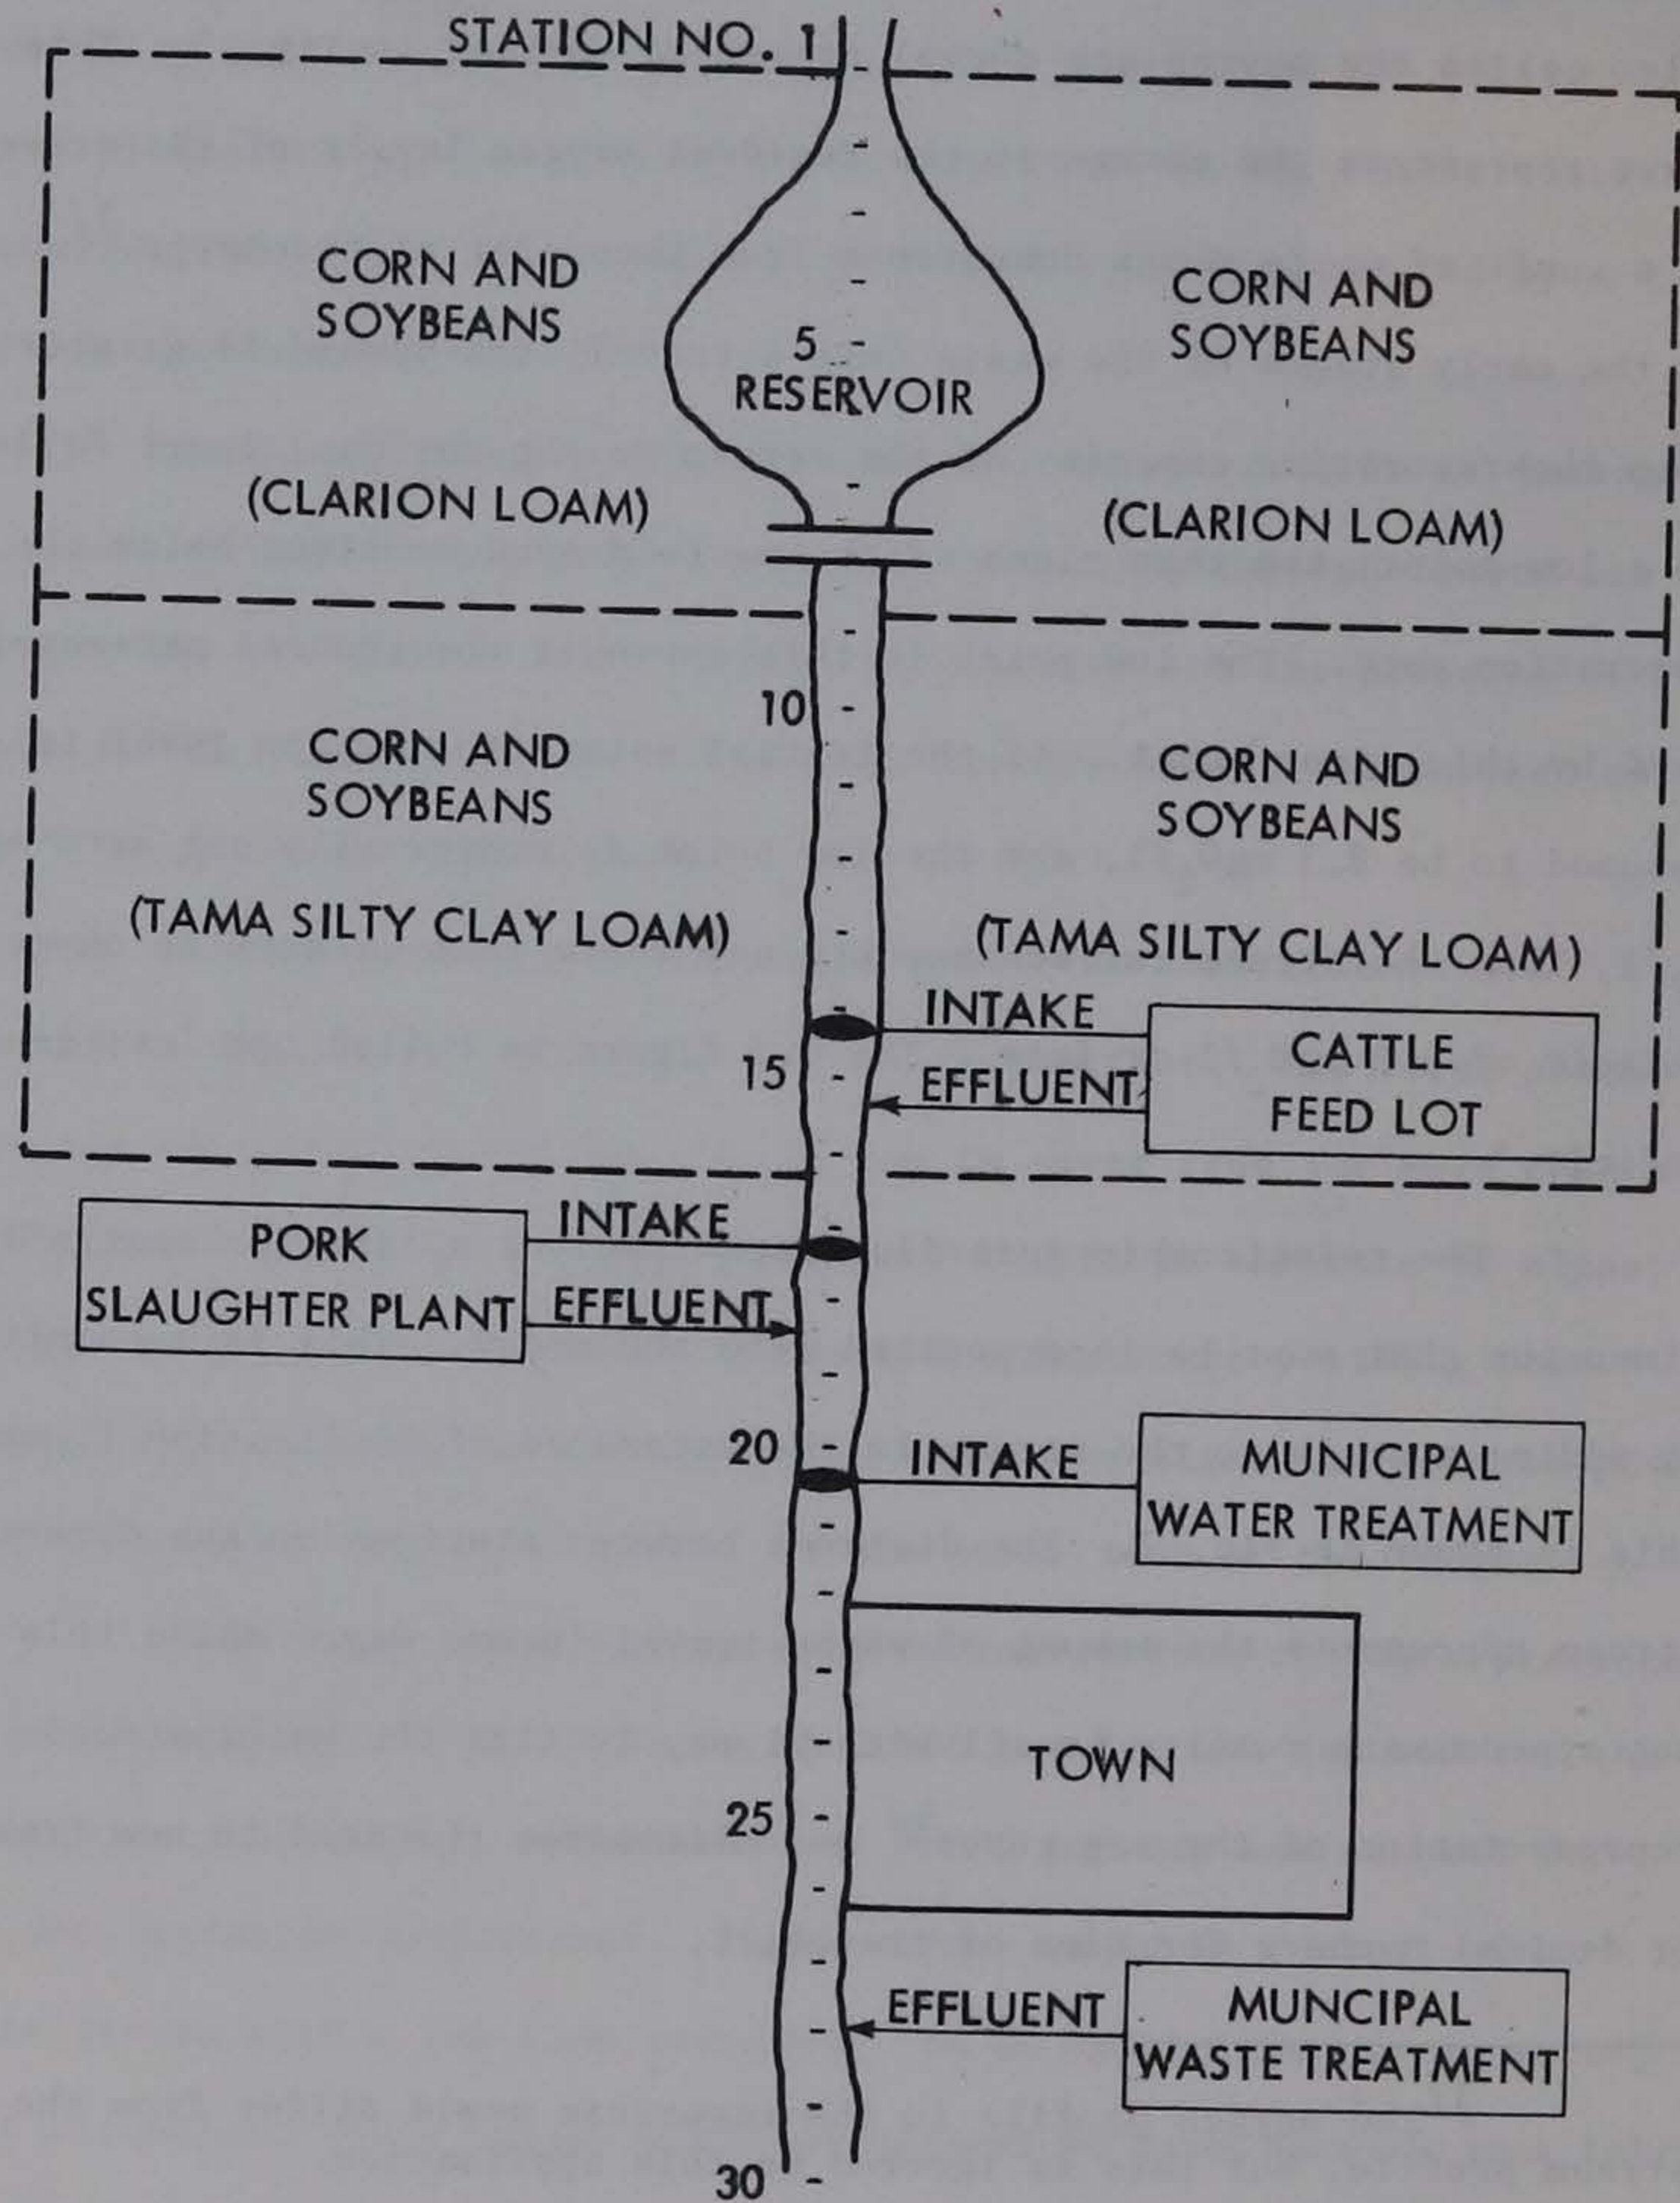 STATION NO. 1
CORN AND
SOYBEANS
CORN AND
SOYBEANS
5
RESERVOIR
(CLARION LOAM)
(CLARION LOAM)
10
CORN AND
SOYBEANS
CORN AND
SOYBEANS
(TAMA SILTY CLAY LOAM)
(TAMA SILTY CLAY LOAM)
INTAKE
CATTLE
FEED LOT
15
EFFLUENT
PORK
SLAUGHTER PLANT
INTAKE
EFFLUENT
20
INTAKE
MUNICIPAL
WATER TREATMENT
TOWN
25
EFFLUENT
MUNCIPAL
WASTE TREATMENT
30